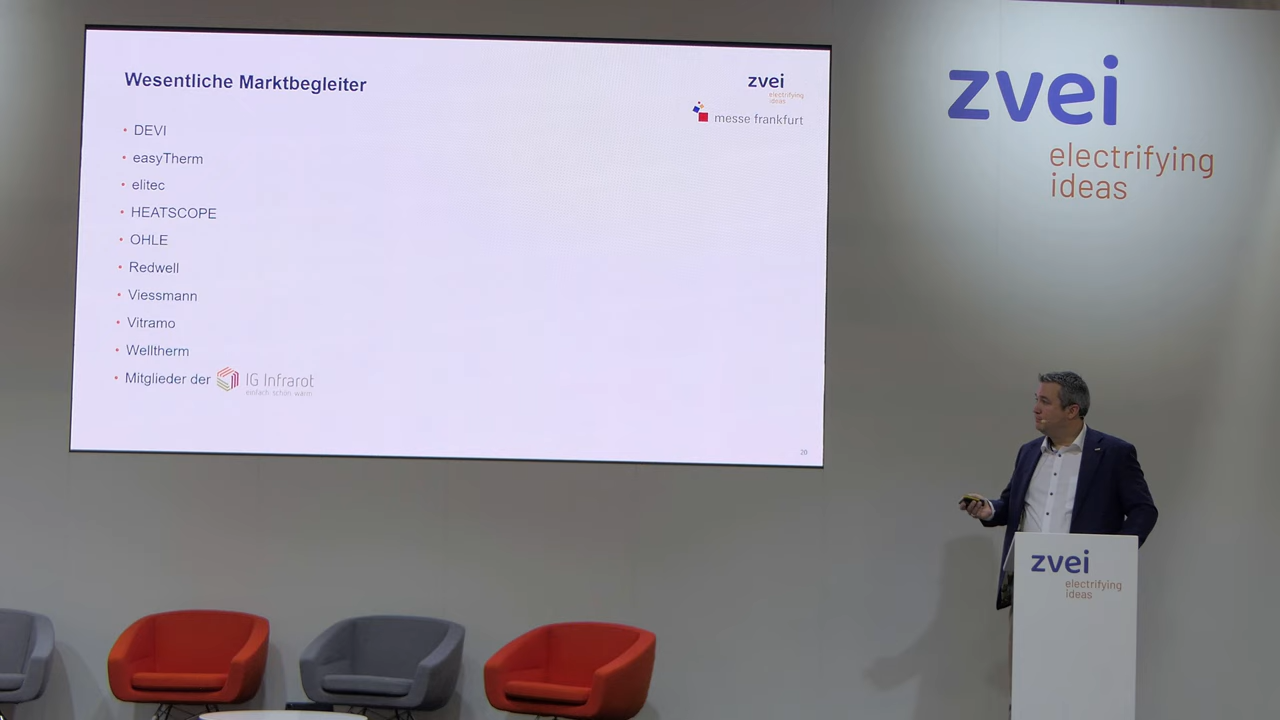 Wesentliche Marktbegleiter
zvei
electrifying
ideas
messe frankfurt
• DEVI
• easyTherm
• elitec
• HEATSCOPE
• OHLE
• Redwell
• Viessmann
• Vitramo
• Welltherm
• Mitglieder der IG Infrarot
einfach schön warm
20
zvei
electrifying
ideas
zvei
electrifying
ideas